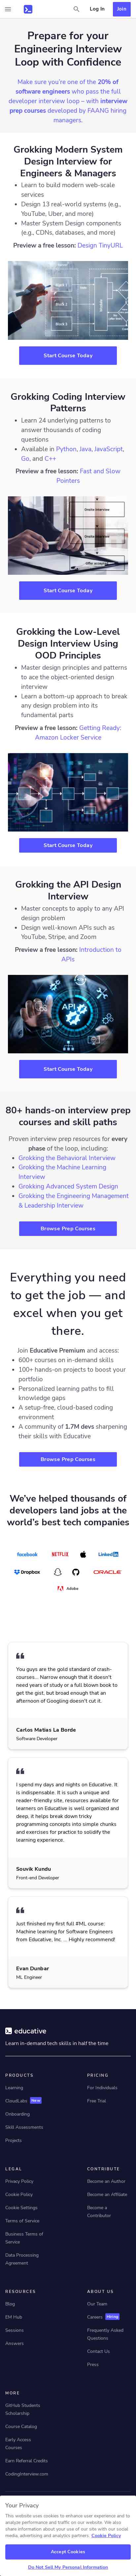 Log In
Join
Prepare for your
Engineering Interview
Loop with Confidence
Make sure you're one of the 20% of
software engineers who pass the full
developer interview loop – with interview
prep courses developed by FAANG hiring
managers.
Grokking Modern System
Design Interview for
Engineers & Managers
Learn to build modern web-scale
services
Design 13 real-world systems (e.g.,
YouTube, Uber, and more)
Master System Design components
(e.g., CDNs, databases, and more)
Preview a free lesson: Design TinyURL
Start Course Today
Grokking Coding Interview
Patterns
Learn 24 underlying patterns to
answer thousands of coding
questions
Available in Python, Java, JavaScript,
Go, and C++
Preview a free lesson: Fast and Slow
Pointers
Onsite interview
Offer extended
Start Course Today
Grokking the Low-Level
Design Interview Using
OOD Principles
Master design principles and patterns
to ace the object-oriented design
interview
Learn a bottom-up approach to break
a design problem into its
fundamental parts
Preview a free lesson: Getting Ready:
Amazon Locker Service
Start Course Today
Grokking the API Design
Interview
Master concepts to apply to any API
design problem
Design well-known APIs such as
YouTube, Stripe, and Zoom
Preview a free lesson: Introduction to
APIs
API
Start Course Today
80+ hands-on interview prep
courses and skill paths
Proven interview prep resources for every
phase of the loop, including:
Grokking the Behavioral Interview
Grokking the Machine Learning
Interview
Grokking Advanced System Design
Grokking the Engineering Management
& Leadership Interview
Browse Prep Courses
Everything you need
to get the job — and
excel when you get
there.
Join Educative Premium and access:
600+ courses on in-demand skills
100+ hands-on projects to boost your
portfolio
Personalized learning paths to fill
knowledge gaps
A setup-free, cloud-based coding
environment
A community of 1.7M devs sharpening
their skills with Educative
Browse Prep Courses
We've helped thousands of
developers land jobs at the
world's best tech companies
facebook
NETFLIX
Linkedin
Dropbox
ORACLE
Adobe
You guys are the gold standard of crash-
courses... Narrow enough that it doesn't
need years of study or a full blown book to
get the gist, but broad enough that an
afternoon of Googling doesn't cut it.
Carlos Matias La Borde
Software Developer
I spend my days and nights on Educative. It
is indispensable. It is such a unique and
reader-friendly site, resources available for
learners on Educative is well organized and
deep, it helps break down tricky
programming concepts into simple words
and exercises for practice to solidify the
learning enterprise.
Souvik Kundu
Front-end Developer
Just finished my first full #ML course:
Machine learning for Software Engineers
from Educative, Inc. ... Highly recommend!
Evan Dunbar
ML Engineer
educative
Learn in-demand tech skills in half the time
PRODUCTS
Learning
CloudLabs New
Onboarding
Skill Assessments
Projects
PRICING
For Individuals
Free Trial
LEGAL
Privacy Policy
Cookie Policy
Cookie Settings
Terms of Service
Business Terms of
Service
Data Processing
Agreement
CONTRIBUTE
Become an Author
Become an Affiliate
Become a
Contributor
RESOURCES
Blog
EM Hub
Sessions
Answers
ABOUT US
Our Team
Careers Hiring
Frequently Asked
Questions
Contact Us
Press
MORE
GitHub Students
Scholarship
Course Catalog
Early Access
Courses
Earn Referral Credits
CodingInterview.com
Your Privacy
Our website uses cookies to enhance user experience and
to analyze performance and traffic on our website. We also
share information about your use of our site with our social
media, advertising and analytics partners. Cookie Policy
Accept Cookies
Do Not Sell My Personal Information